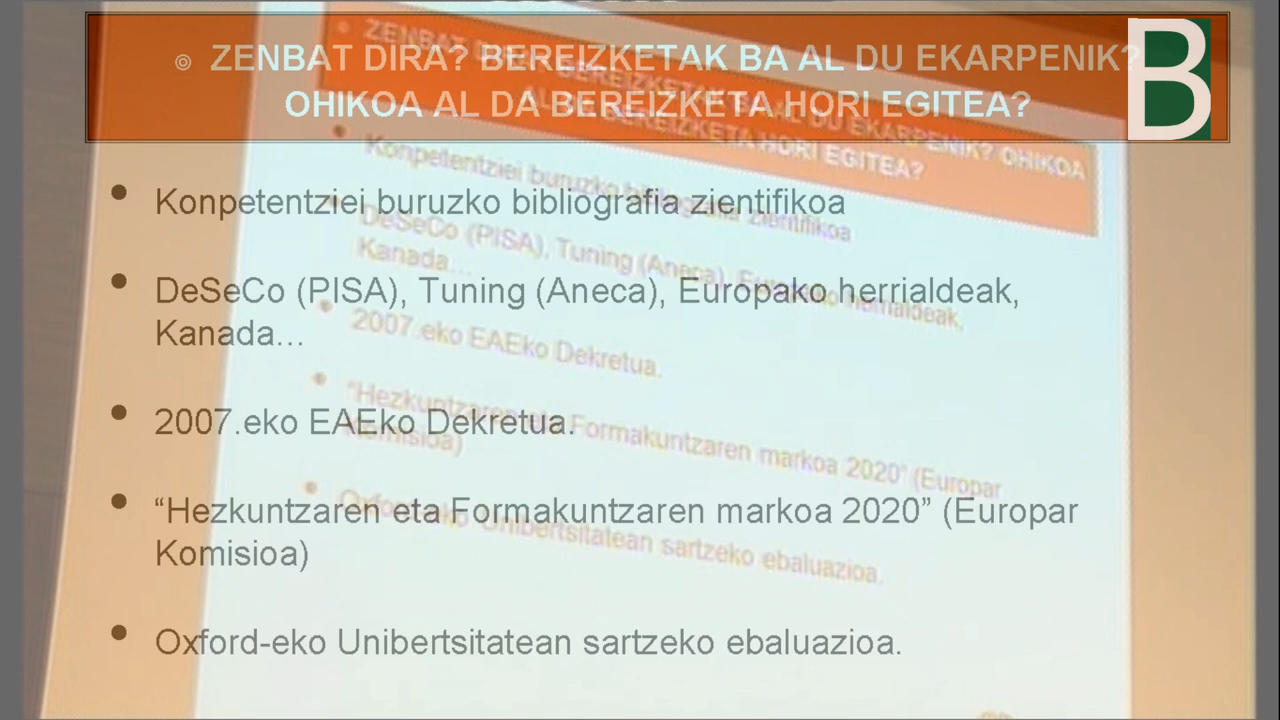 ZENBAT DIRA? BEREIZKETAK BA AL DU EKARPENIK?
OHIKOA AL DA BEREIZKETA HORI EGITEA?
B
• Konpetentziei buruzko bibliografia zientifikoa
• DeSeCo (PISA), Tuning (Aneca), Europako herrialdeak,
Kanada...
• 2007.eko EAEko Dekretua.
• “Hezkuntzaren eta Formakuntzaren markoa 2020” (Europar
Komisioa)
• Oxford-eko Unibertsitatean sartzeko ebaluazioa.